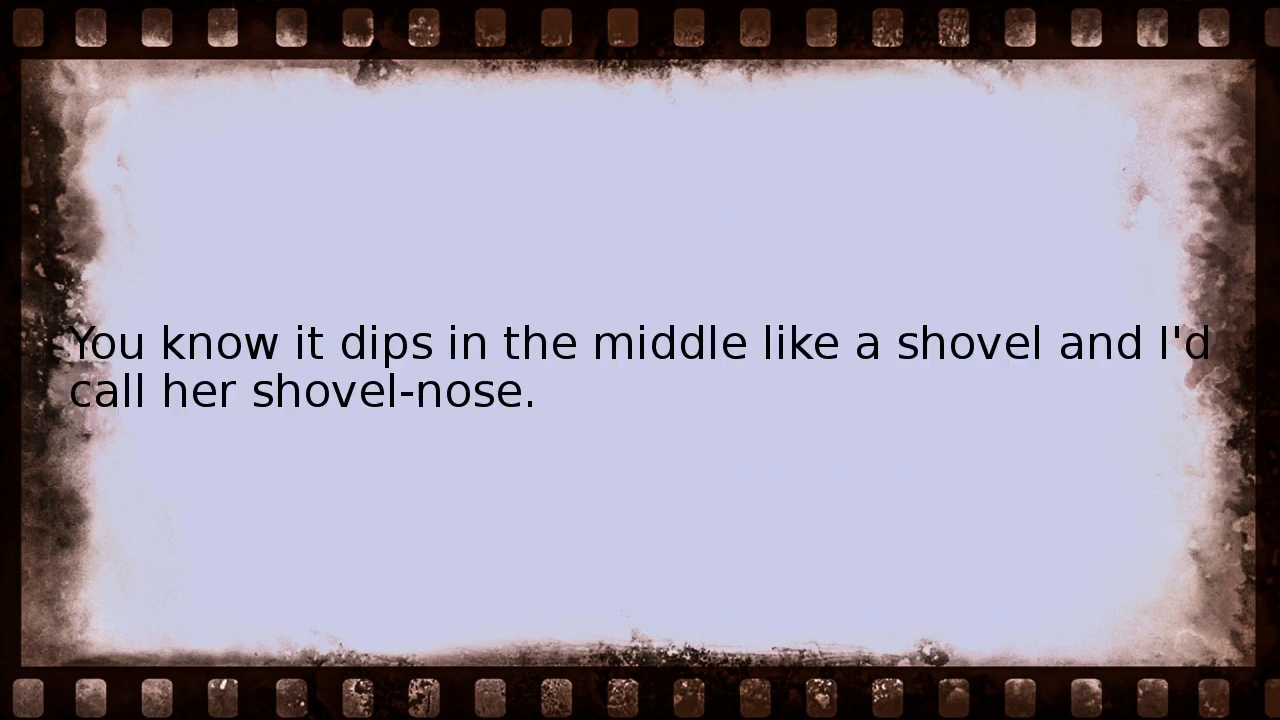 You know it dips in the middle like a shovel and I'd
call her shovel-nose.